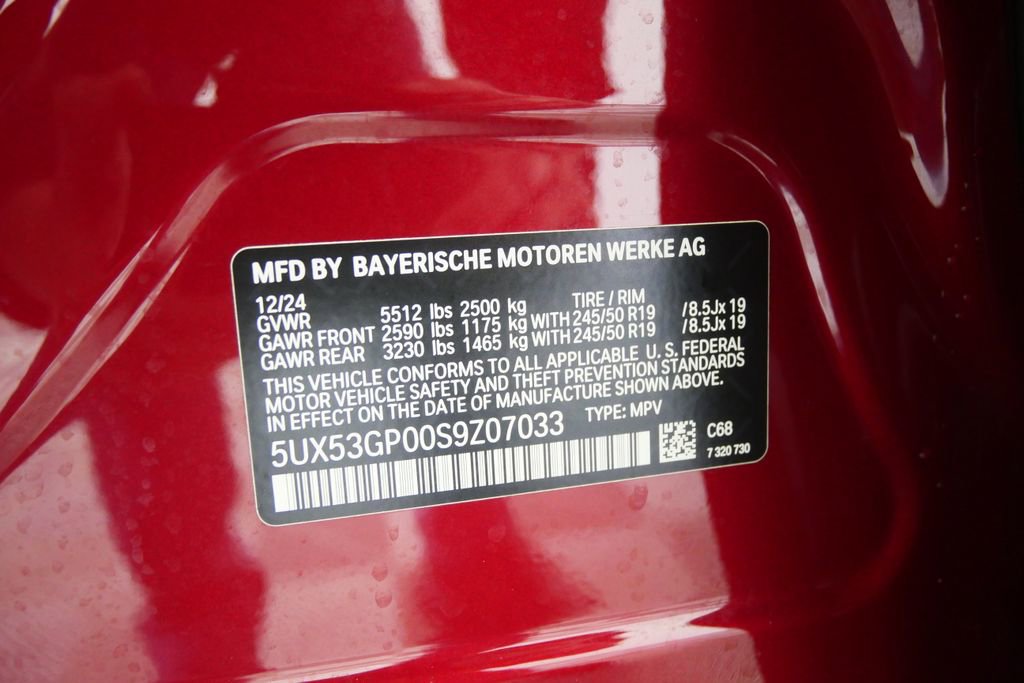 MFD BY BAYERISCHE MOTOREN WERKE AG
12/24 TIRE / RIM
GVWR 5512 lbs 2500 kg
GAWR FRONT 2590 lbs 1175 kg WITH 245/50 R19 /8.5Jx 19
GAWR REAR 3230 lbs 1465 kg WITH 245/50 R19 /8.5Jx 19
THIS VEHICLE CONFORMS TO ALL APPLICABLE U. S. FEDERAL
MOTOR VEHICLE SAFETY AND THEFT PREVENTION STANDARDS
IN EFFECT ON THE DATE OF MANUFACTURE SHOWN ABOVE.
5UX53GP00S9Z07033 TYPE: MPV
C68
7 320 730